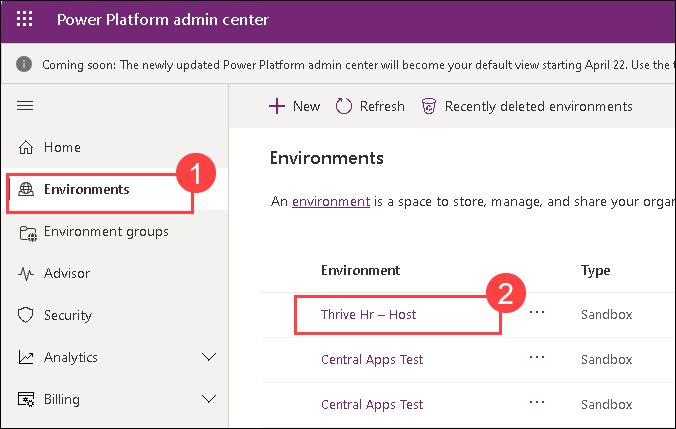 Power Platform admin center
Coming soon: The newly updated Power Platform admin center will become your default view starting April 22. Use the
Home
Environments
1
Environment groups
Advisor
Security
Analytics
Billing
New Refresh Recently deleted environments
Environments
An environment is a space to store, manage, and share your
Environment Type
2
Thrive Hr – Host ... Sandbox
Central Apps Test ... Sandbox
Central Apps Test ... Sandbox